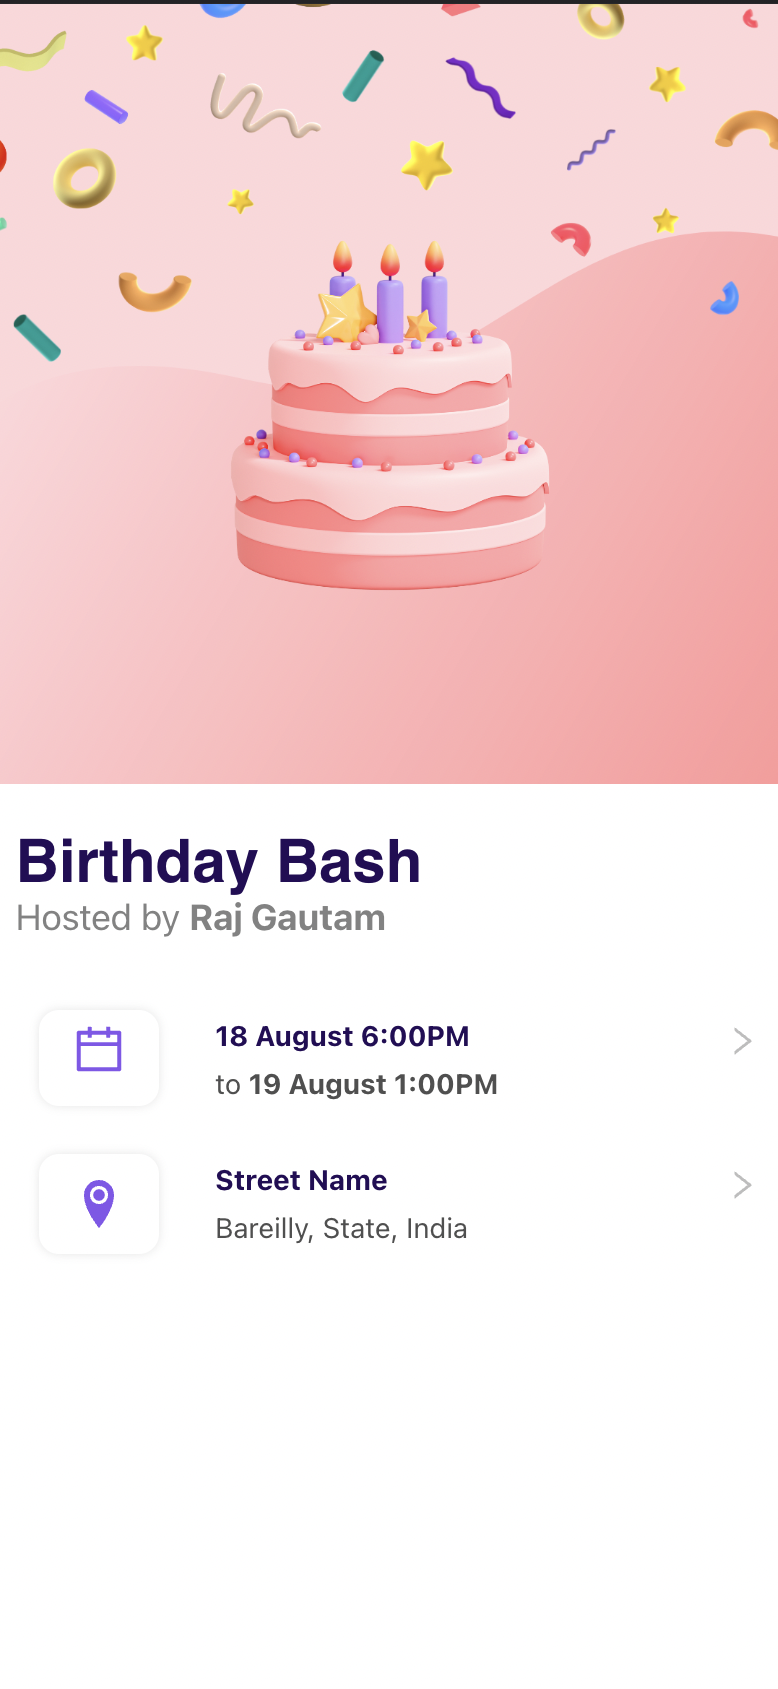 Birthday Bash
Hosted by Raj Gautam
18 August 6:00PM
to 19 August 1:00PM
Street Name
Bareilly, State, India